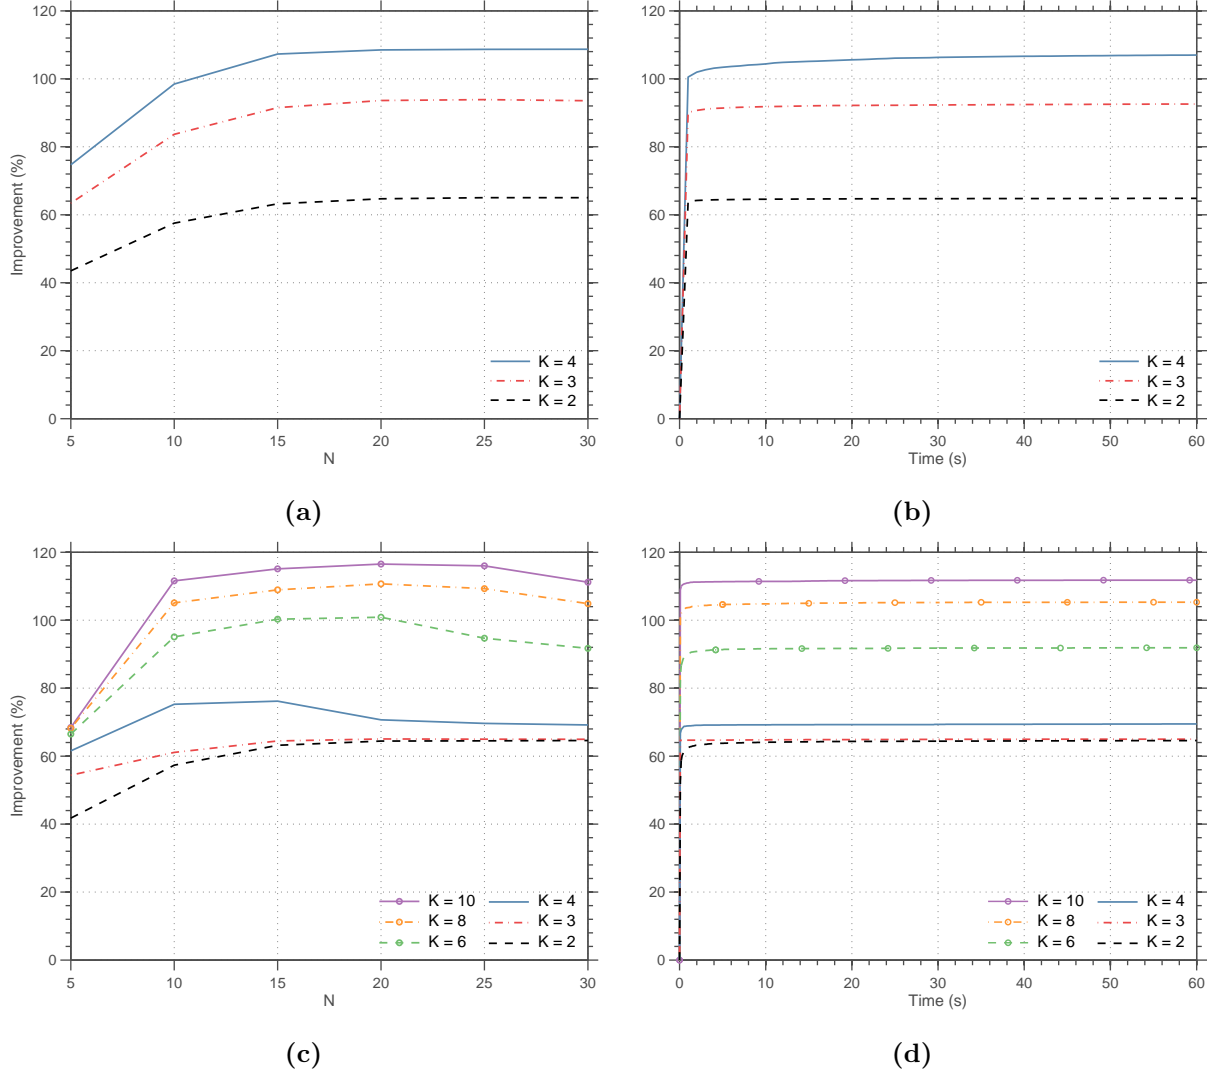 120
100
80
60
40
20
0
Improvement (%)
5 10 15 20 25 30
N
K = 4
K = 3
K = 2
(a)
120
100
80
60
40
20
0
0 10 20 30 40 50 60
Time (s)
K = 4
K = 3
K = 2
(b)
120
100
80
60
40
20
0
Improvement (%)
5 10 15 20 25 30
N
K = 10 K = 4
K = 8 K = 3
K = 6 K = 2
(c)
120
100
80
60
40
20
0
0 10 20 30 40 50 60
Time (s)
K = 10 K = 4
K = 8 K = 3
K = 6 K = 2
(d)